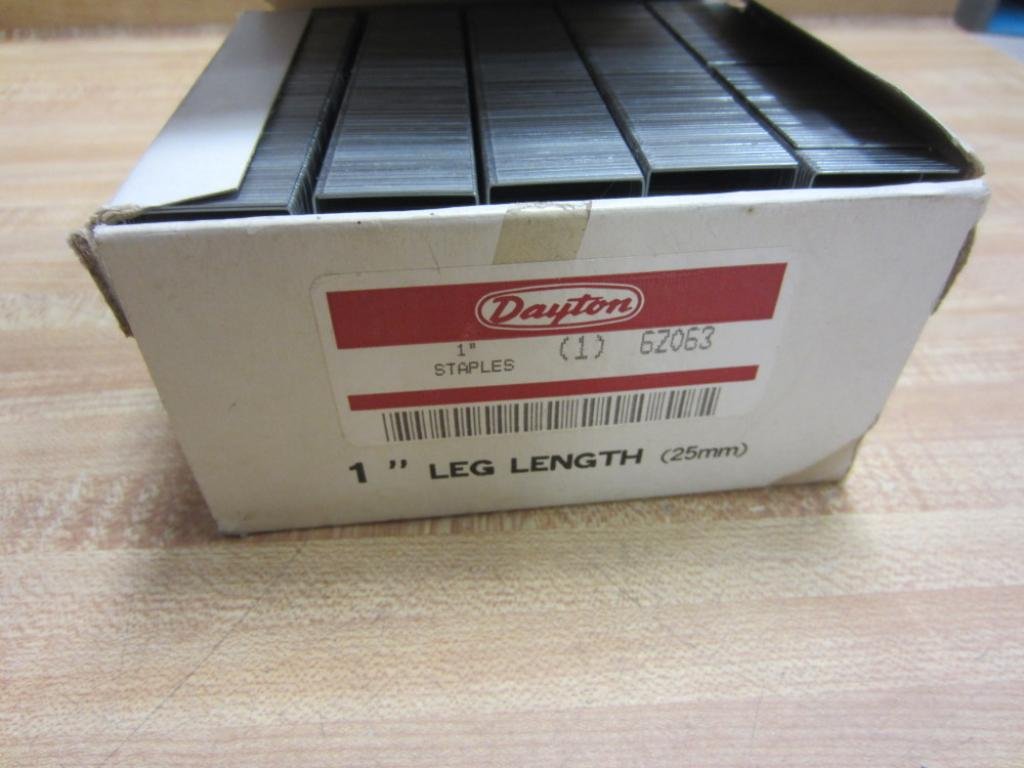 Dayton
1" (1) 6Z063
STAPLES
1" LEG LENGTH (25mm)